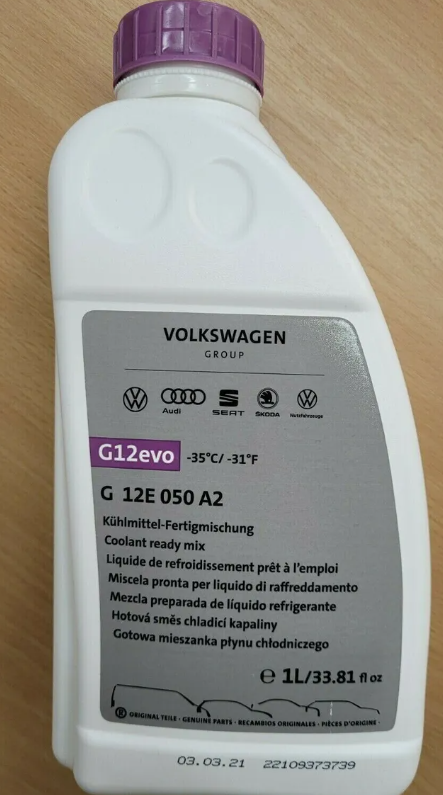 VOLKSWAGEN
GROUP
Audi SEAT ŠKODA Nutzfahrzeuge
G12evo -35°C/ -31°F
G 12E 050 A2
Kühlmittel-Fertigmischung
Coolant ready mix
Liquide de refroidissement prêt à l'emploi
Miscela pronta per liquido di raffreddamento
Mezcla preparada de líquido refrigerante
Hotová směs chladicí kapaliny
Gotowa mieszanka płynu chłodniczego
℮ 1L/33.81 fl oz
® ORIGINAL TEILE · GENUINE PARTS · RECAMBIOS ORIGINALES · PIÈCES D'ORIGINE ·
03.03.21 22109373739